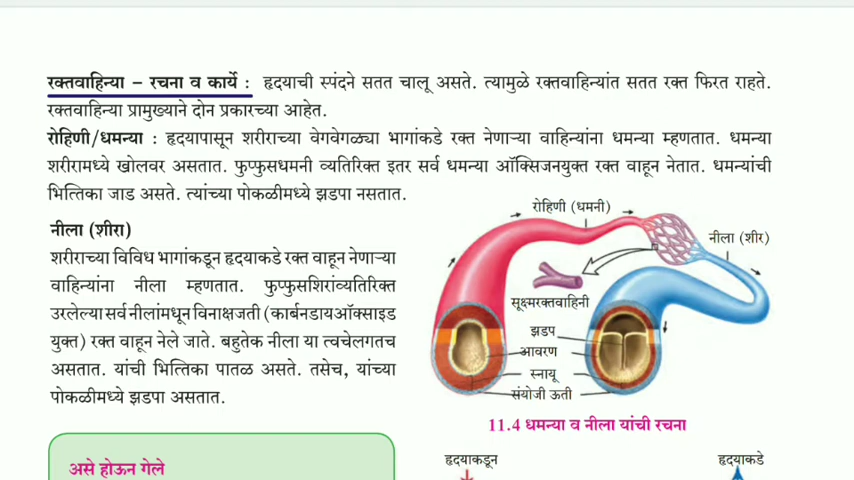 रक्तवाहिन्या – रचना व कार्ये : हृदयाची स्पंदने सतत चालू असते. त्यामुळे रक्तवाहिन्यांत सतत रक्त फिरत राहते.
रक्तवाहिन्या प्रामुख्याने दोन प्रकारच्या आहेत.
रोहिणी/धमन्या : हृदयापासून शरीराच्या वेगवेगळ्या भागांकडे रक्त नेणाऱ्या वाहिन्यांना धमन्या म्हणतात. धमन्या
शरीरामध्ये खोलवर असतात. फुप्फुसधमनी व्यतिरिक्त इतर सर्व धमन्या ऑक्सिजनयुक्त रक्त वाहून नेतात. धमन्यांची
भित्तिका जाड असते. त्यांच्या पोकळीमध्ये झडपा नसतात.
नीला (शीरा)
शरीराच्या विविध भागांकडून हृदयाकडे रक्त वाहून नेणाऱ्या
वाहिन्यांना नीला म्हणतात. फुप्फुसशिरांव्यतिरिक्त
उरलेल्या सर्व नीलांमधून विनाक्षजती (कार्बनडायऑक्साइड
युक्त) रक्त वाहून नेले जाते. बहुतेक नीला या त्वचेलगतच
असतात. यांची भित्तिका पातळ असते. तसेच, यांच्या
पोकळीमध्ये झडपा असतात.
रोहिणी (धमनी)
नीला (शीर)
सूक्ष्मरक्तवाहिनी
झडप
आवरण
स्नायू
संयोजी ऊती
11.4 धमन्या व नीला यांची रचना
असे होऊन गेले
हृदयाकडून
हृदयाकडे